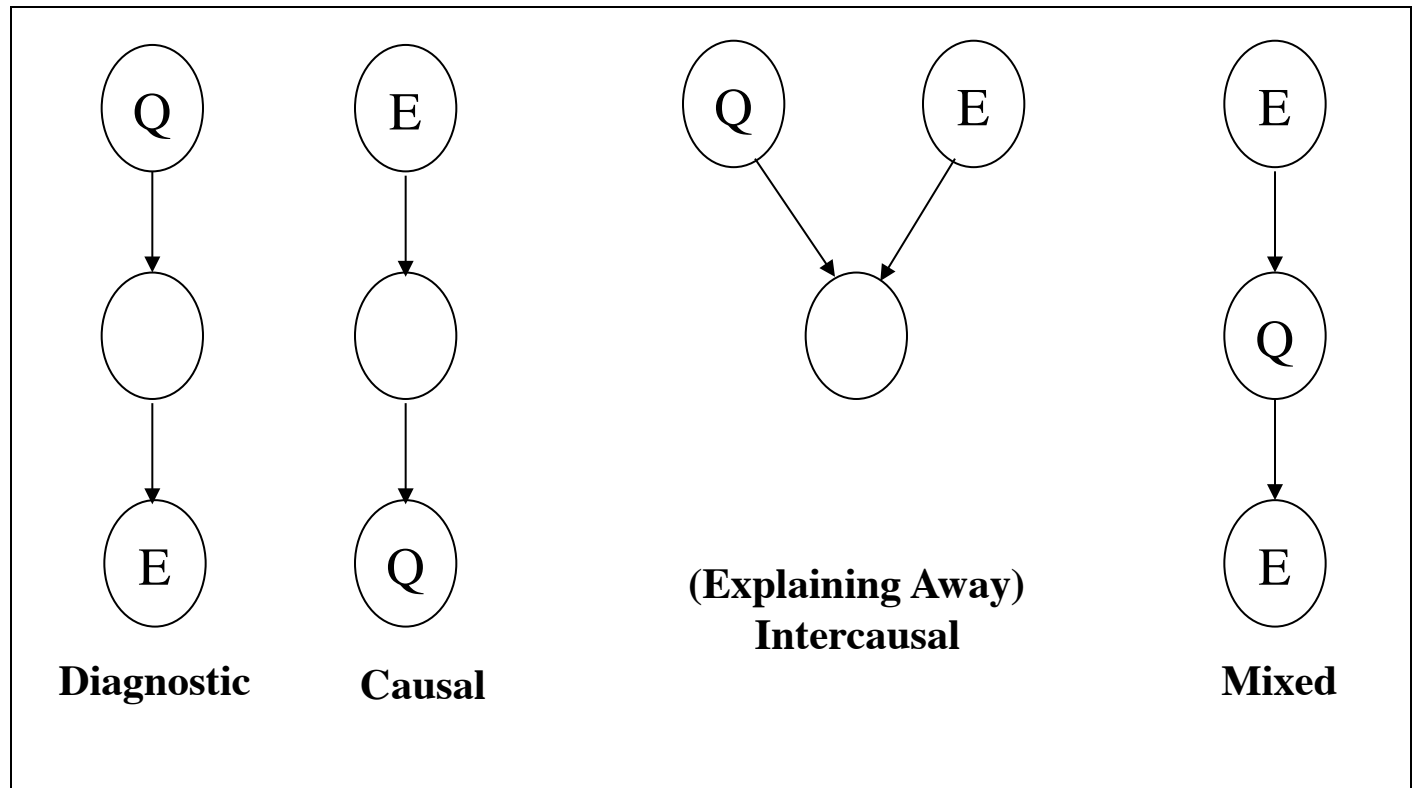 Q
E
Diagnostic
E
Q
Causal
Q
E
(Explaining Away)
Intercausal
E
Q
E
Mixed